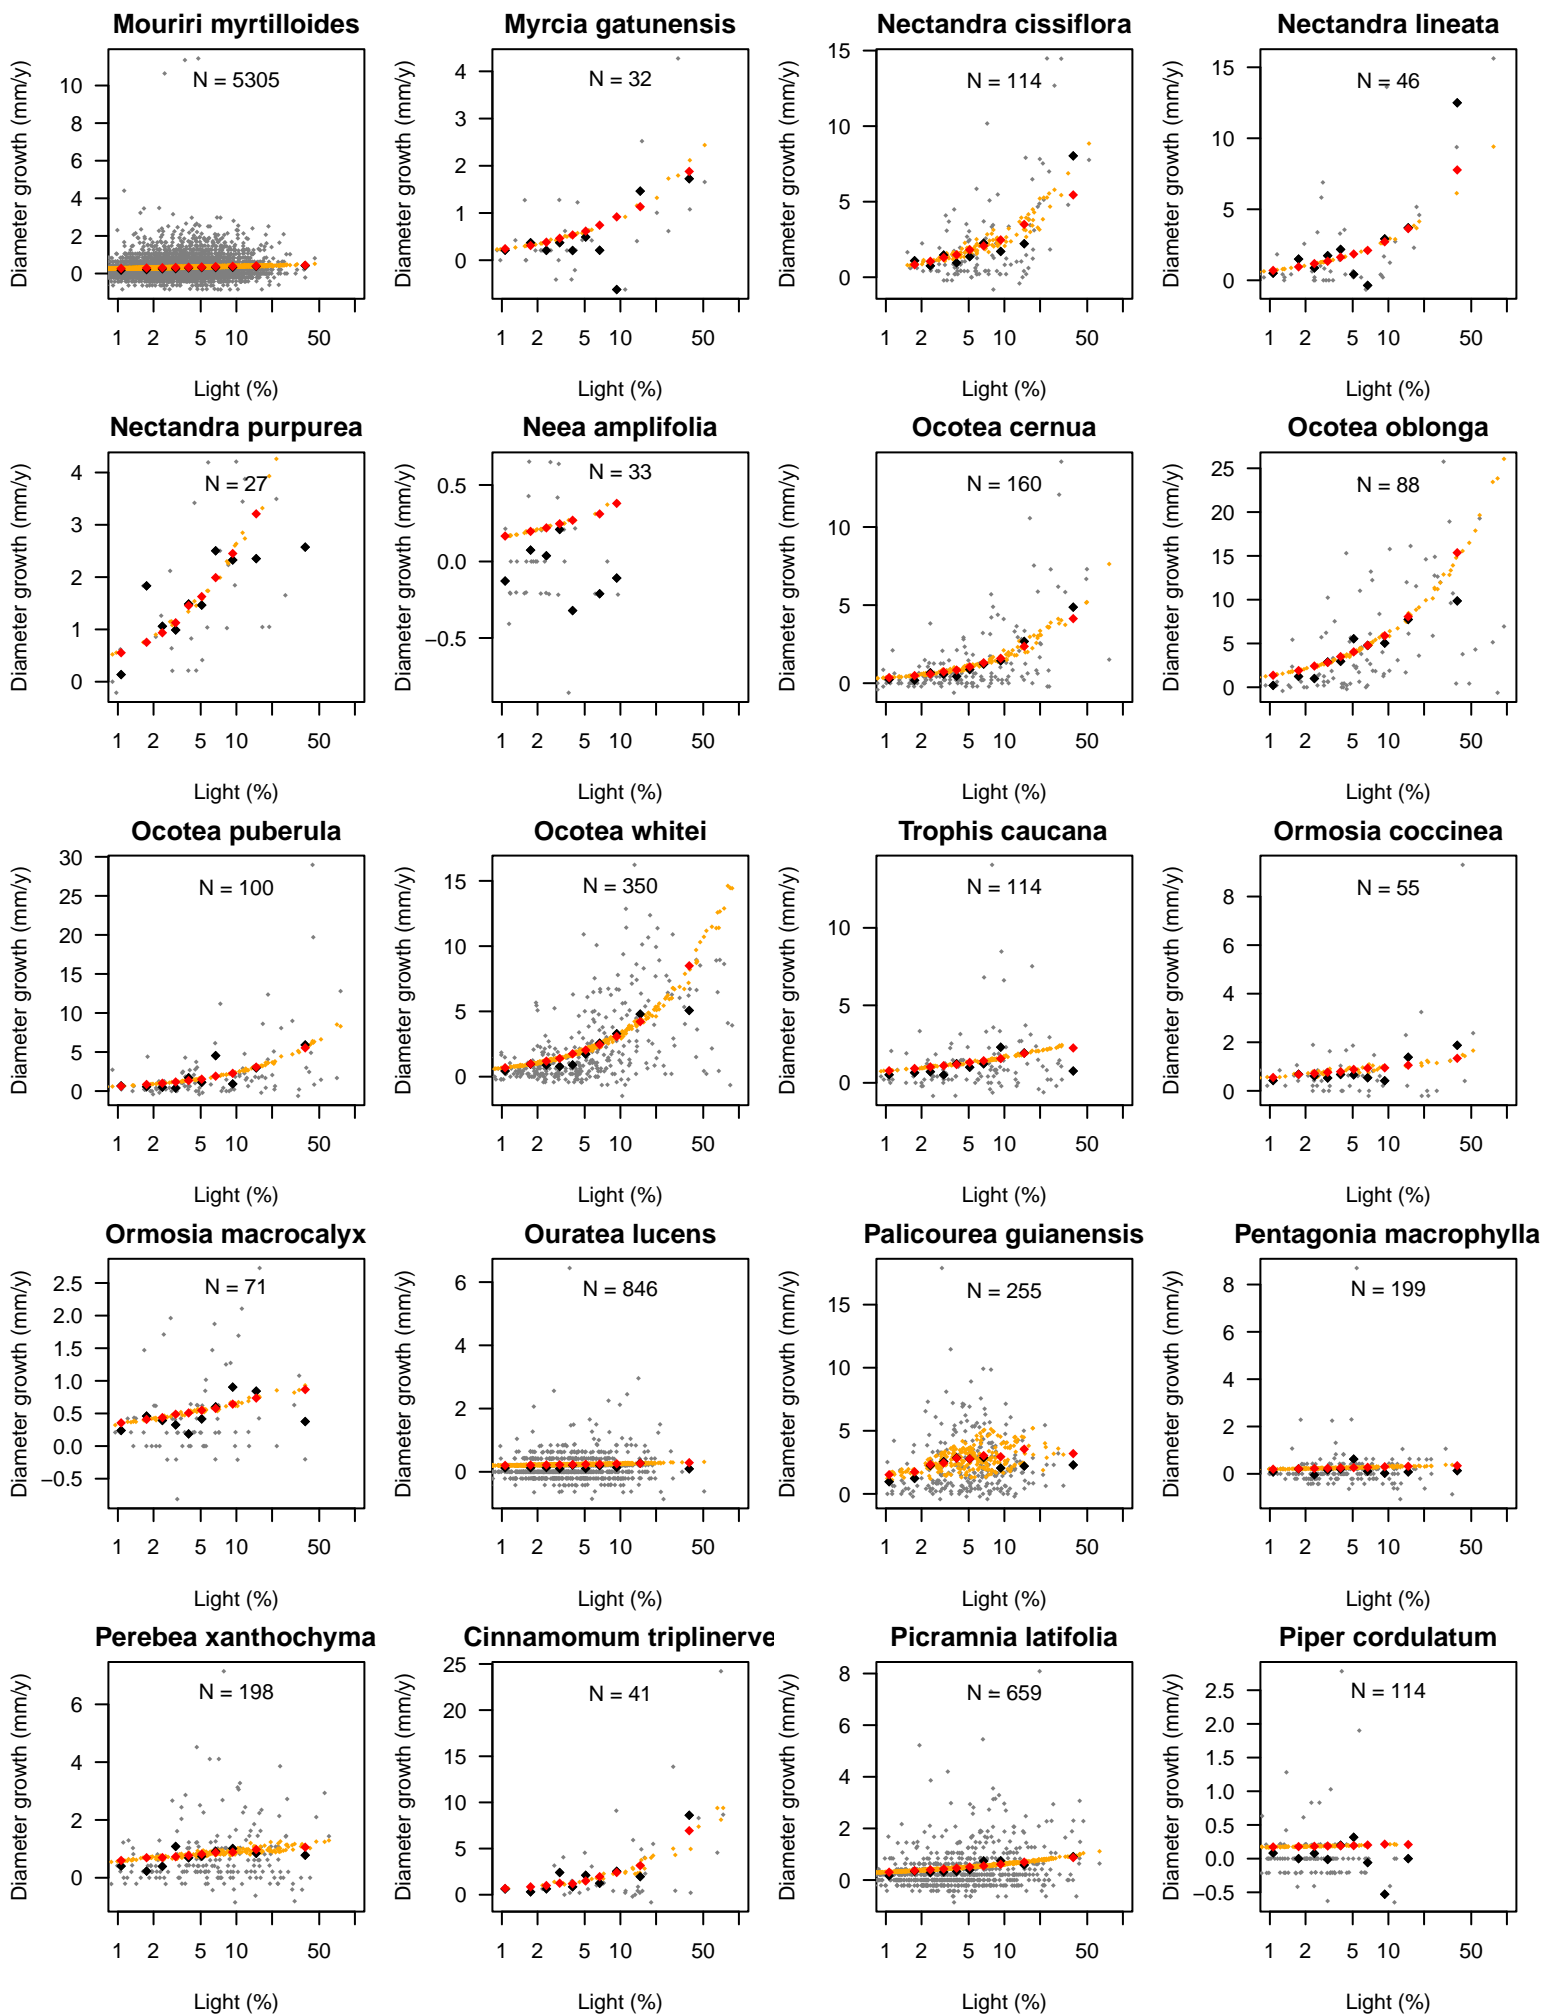 Mouriri myrtilloides
N = 5305
Diameter growth (mm/y)
0 2 4 6 8 10
1 2 5 10 50
Light (%)
Myrcia gatunensis
N = 32
Diameter growth (mm/y)
0 1 2 3 4
1 2 5 10 50
Light (%)
Nectandra cissiflora
N = 114
Diameter growth (mm/y)
0 5 10 15
1 2 5 10 50
Light (%)
Nectandra lineata
N = 46
Diameter growth (mm/y)
0 5 10 15
1 2 5 10 50
Light (%)
Nectandra purpurea
N = 27
Diameter growth (mm/y)
0 1 2 3 4
1 2 5 10 50
Light (%)
Neea amplifolia
N = 33
Diameter growth (mm/y)
−0.5 0.0 0.5
1 2 5 10 50
Light (%)
Ocotea cernua
N = 160
Diameter growth (mm/y)
0 5 10
1 2 5 10 50
Light (%)
Ocotea oblonga
N = 88
Diameter growth (mm/y)
0 5 10 15 20 25
1 2 5 10 50
Light (%)
Ocotea puberula
N = 100
Diameter growth (mm/y)
0 5 10 15 20 25 30
1 2 5 10 50
Light (%)
Ocotea whitei
N = 350
Diameter growth (mm/y)
0 5 10 15
1 2 5 10 50
Light (%)
Trophis caucana
N = 114
Diameter growth (mm/y)
0 5 10
1 2 5 10 50
Light (%)
Ormosia coccinea
N = 55
Diameter growth (mm/y)
0 2 4 6 8
1 2 5 10 50
Light (%)
Ormosia macrocalyx
N = 71
Diameter growth (mm/y)
−0.5 0.0 0.5 1.0 1.5 2.0 2.5
1 2 5 10 50
Light (%)
Ouratea lucens
N = 846
Diameter growth (mm/y)
0 2 4 6
1 2 5 10 50
Light (%)
Palicourea guianensis
N = 255
Diameter growth (mm/y)
0 5 10 15
1 2 5 10 50
Light (%)
Pentagonia macrophylla
N = 199
Diameter growth (mm/y)
0 2 4 6 8
1 2 5 10 50
Light (%)
Perebea xanthochyma
N = 198
Diameter growth (mm/y)
0 2 4 6
1 2 5 10 50
Light (%)
Cinnamomum triplinerve
N = 41
Diameter growth (mm/y)
0 5 10 15 20 25
1 2 5 10 50
Light (%)
Picramnia latifolia
N = 659
Diameter growth (mm/y)
0 2 4 6 8
1 2 5 10 50
Light (%)
Piper cordulatum
N = 114
Diameter growth (mm/y)
−0.5 0.0 0.5 1.0 1.5 2.0 2.5
1 2 5 10 50
Light (%)